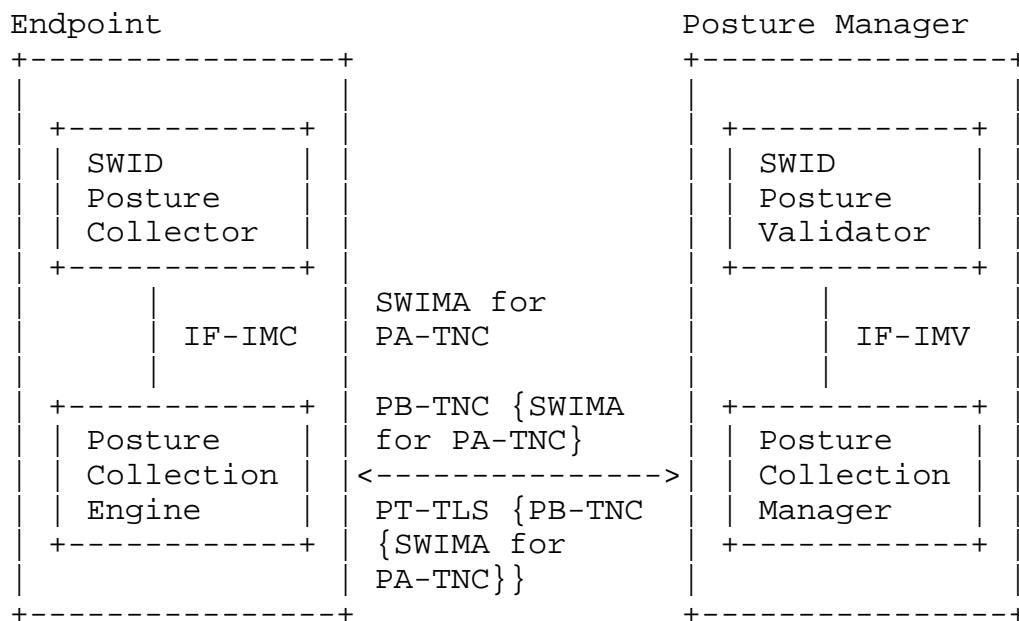 Endpoint
Posture Manager
SWID
Posture
Collector
SWID
Posture
Validator
IF-IMC
SWIMA for
PA-TNC
IF-IMV
Posture
Collection
Engine
PB-TNC {SWIMA
for PA-TNC}
PT-TLS {PB-TNC
{SWIMA for
PA-TNC}}
Posture
Collection
Manager